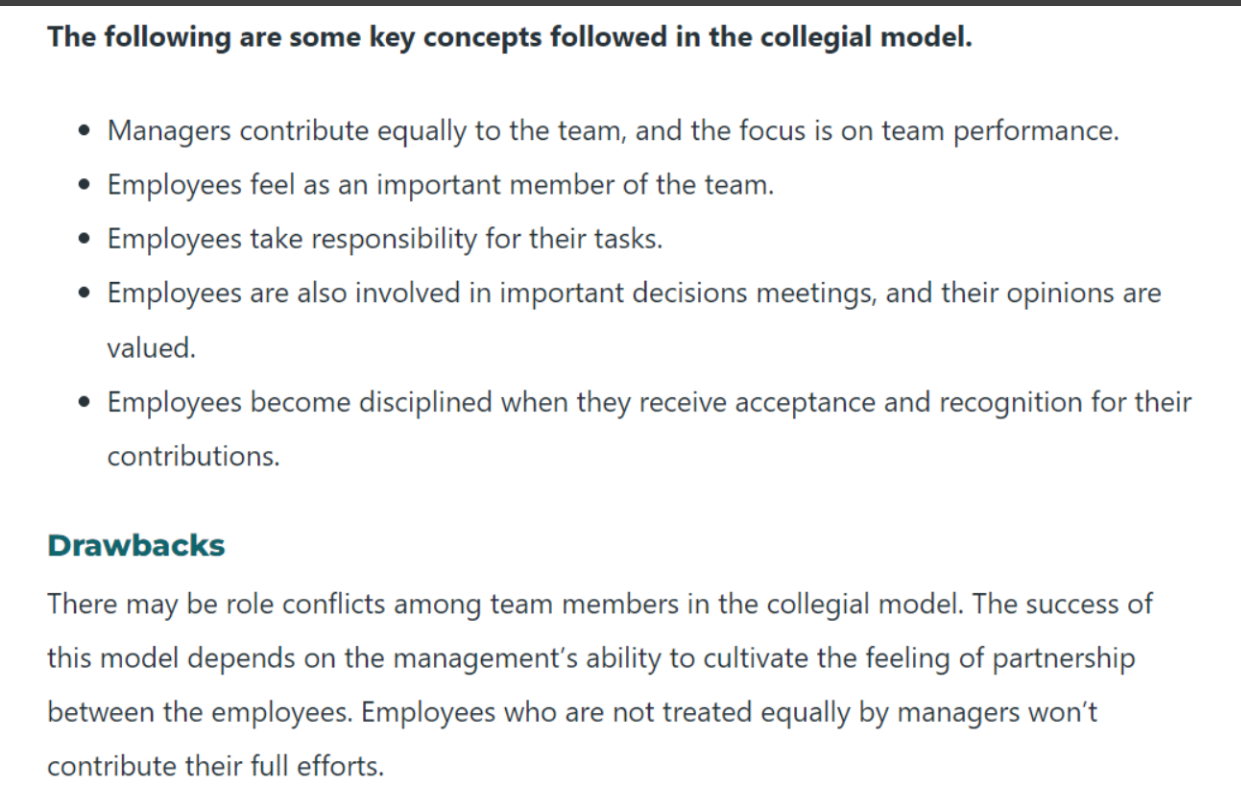 The following are some key concepts followed in the collegial model.
• Managers contribute equally to the team, and the focus is on team performance.
• Employees feel as an important member of the team.
• Employees take responsibility for their tasks.
• Employees are also involved in important decisions meetings, and their opinions are
valued.
• Employees become disciplined when they receive acceptance and recognition for their
contributions.
Drawbacks
There may be role conflicts among team members in the collegial model. The success of
this model depends on the management’s ability to cultivate the feeling of partnership
between the employees. Employees who are not treated equally by managers won’t
contribute their full efforts.